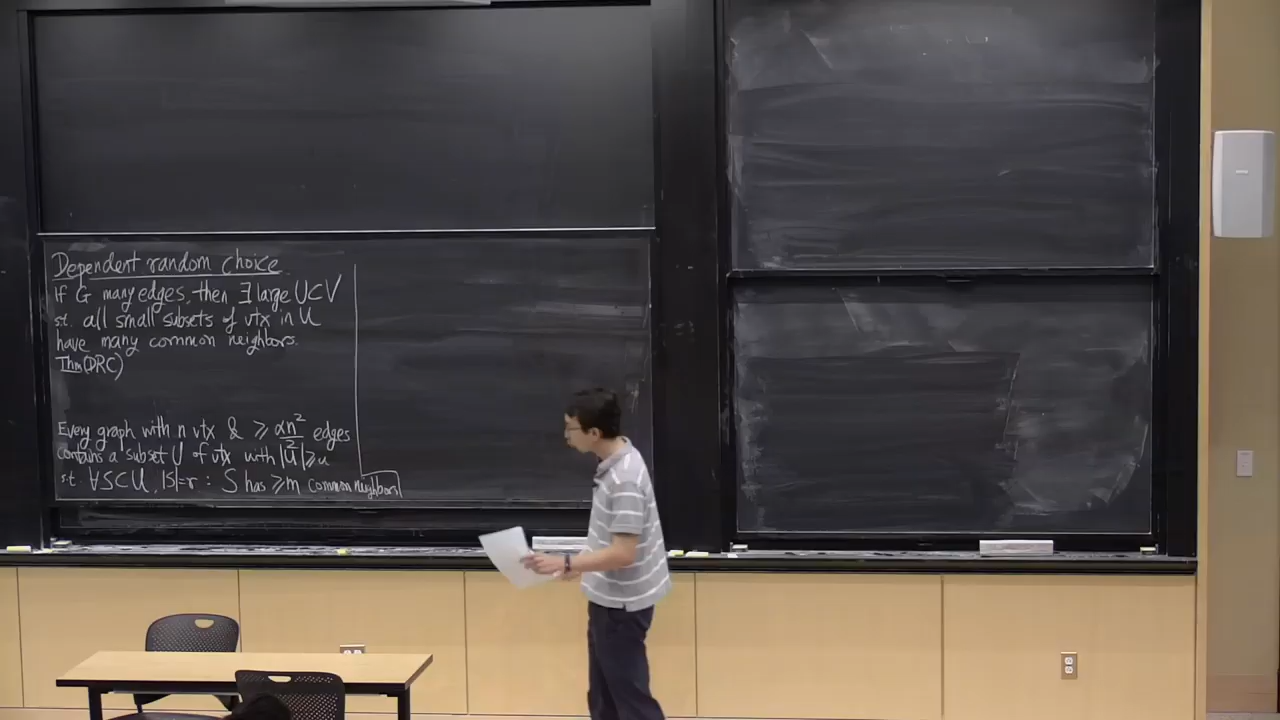 Dependent random choice
If G many edges, then ∃ large U⊂V
st. all small subsets of vtx in U
have many common neighbors.
Thm (DRC)
Every graph with n vtx & ≥ αn²/2 edges
contains a subset U of vtx with |U|≥u
s.t. ∀S⊂U, |S|=r : S has ≥m common neighbors